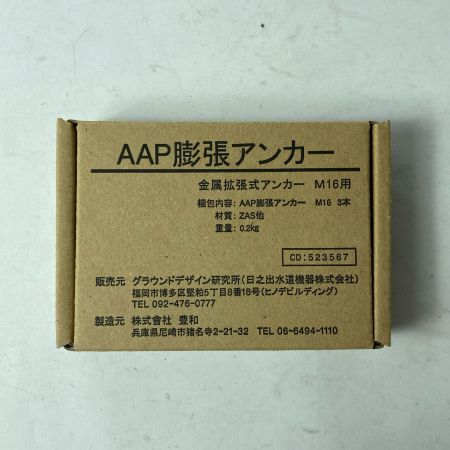 AAP膨張アンカー
金属拡張式アンカー M16用
梱包内容: AAP膨張アンカー M16 3本
材質: ZAS他
重量: 0.2kg
CD:523567
販売元 グラウンドデザイン研究所(日之出水道機器株式会社)
福岡市博多区堅粕5丁目8番18号(ヒノデビルディング)
TEL 092-476-0777
製造元 株式會社 豊和
兵庫県尼崎市猪名寺2-21-32 TEL 06-6494-1110